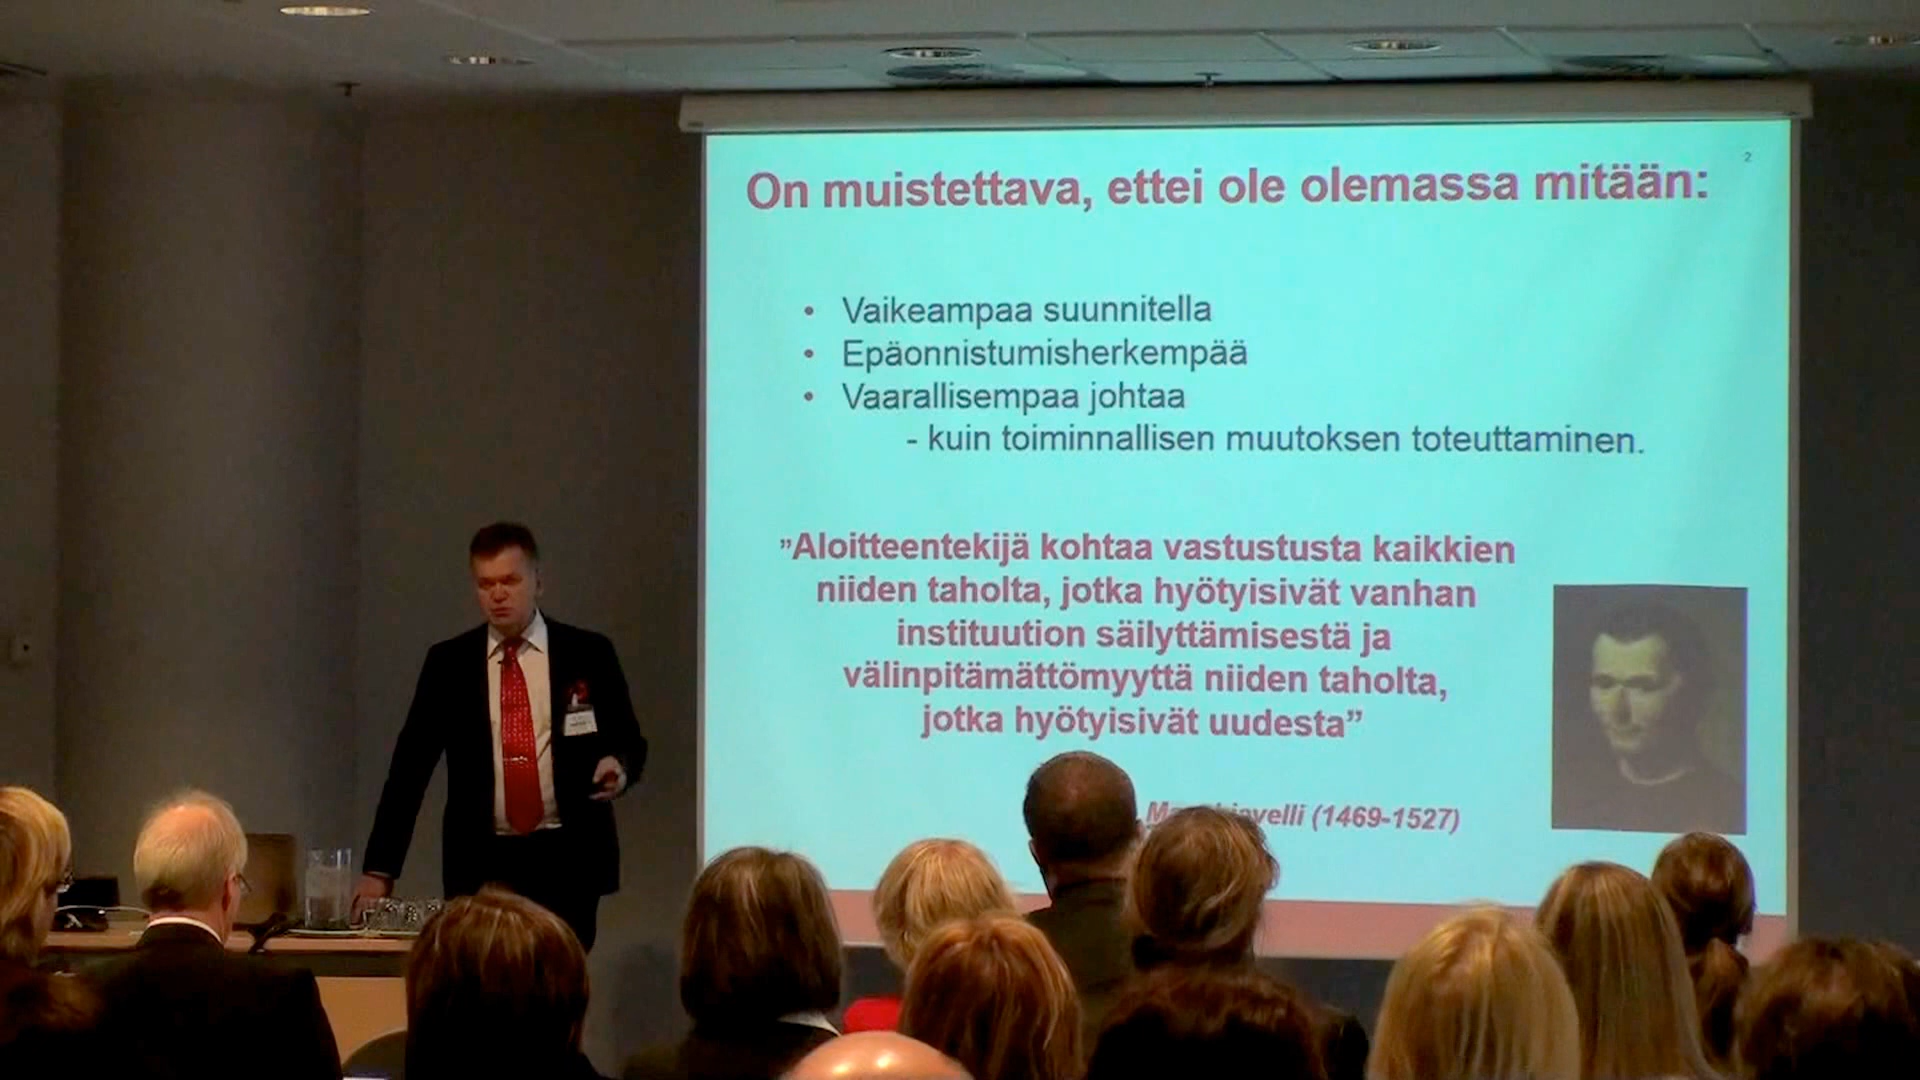 2
On muistettava, ettei ole olemassa mitään:
• Vaikeampaa suunnitella
• Epäonnistumisherkempää
• Vaarallisempaa johtaa
- kuin toiminnallisen muutoksen toteuttaminen.
”Aloitteentekijä kohtaa vastustusta kaikkien
niiden taholta, jotka hyötyisivät vanhan
instituution säilyttämisestä ja
välinpitämättömyyttä niiden taholta,
jotka hyötyisivät uudesta”
(1469-1527)